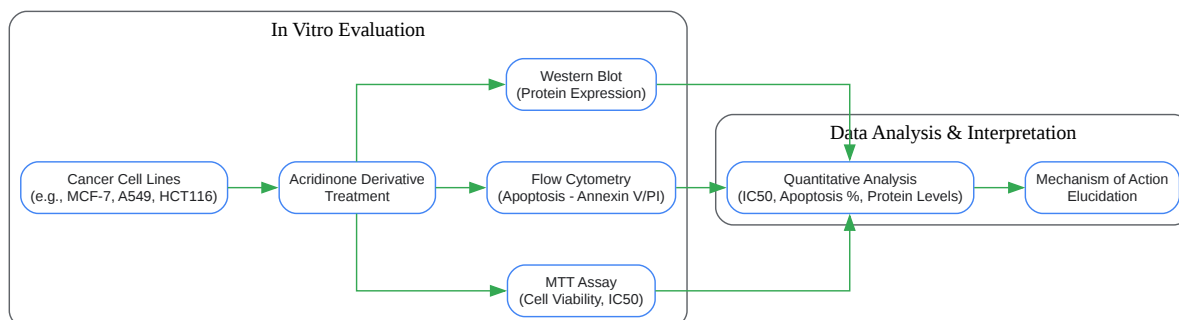 In Vitro Evaluation
Western Blot
(Protein Expression)
Data Analysis & Interpretation
Cancer Cell Lines
(e.g., MCF-7, A549, HCT116)
Acridinone Derivative
Treatment
Flow Cytometry
(Apoptosis - Annexin V/PI)
Quantitative Analysis
(IC50, Apoptosis %, Protein Levels)
Mechanism of Action
Elucidation
MTT Assay
(Cell Viability, IC50)